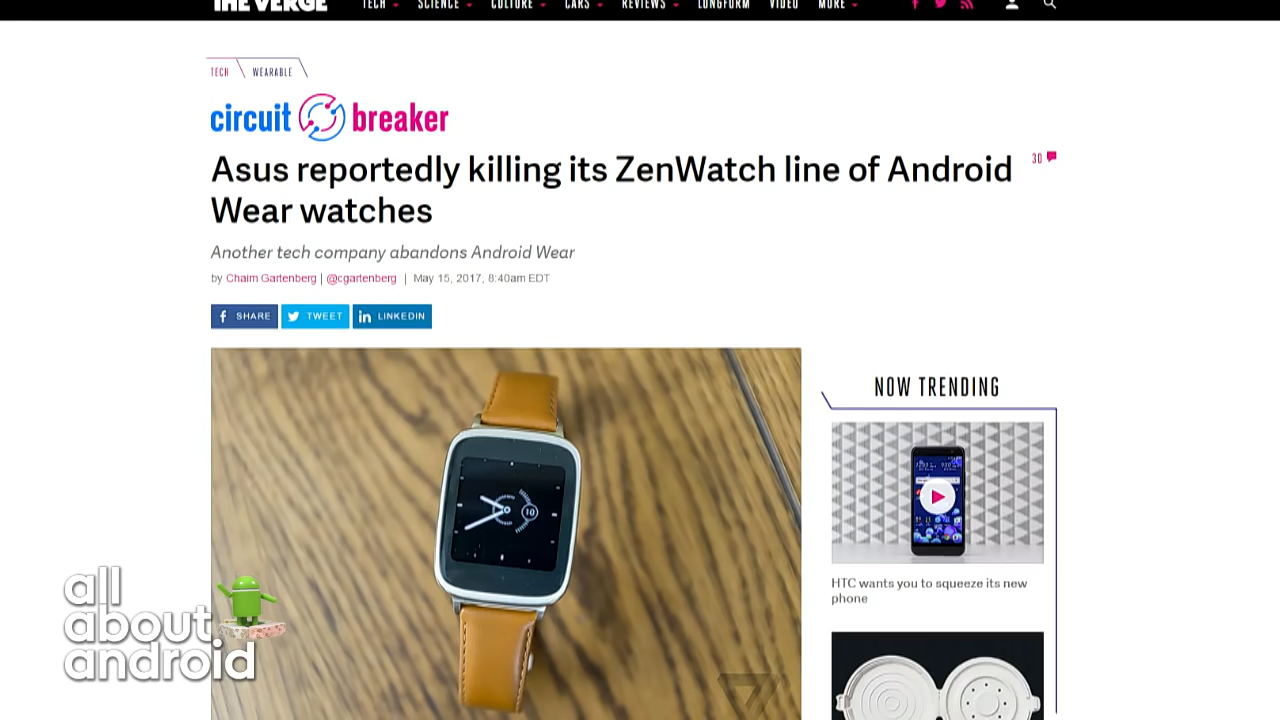 THE VERGE
TECH SCIENCE CULTURE CARS REVIEWS LONGFORM VIDEO MORE
TECH WEARABLE
circuit breaker
Asus reportedly killing its ZenWatch line of Android
Wear watches
30
Another tech company abandons Android Wear
by Chaim Gartenberg | @cgartenberg | May 15, 2017, 8:40am EDT
f SHARE TWEET in LINKEDIN
NOW TRENDING
10
HTC wants you to squeeze its new
phone
all
about
android